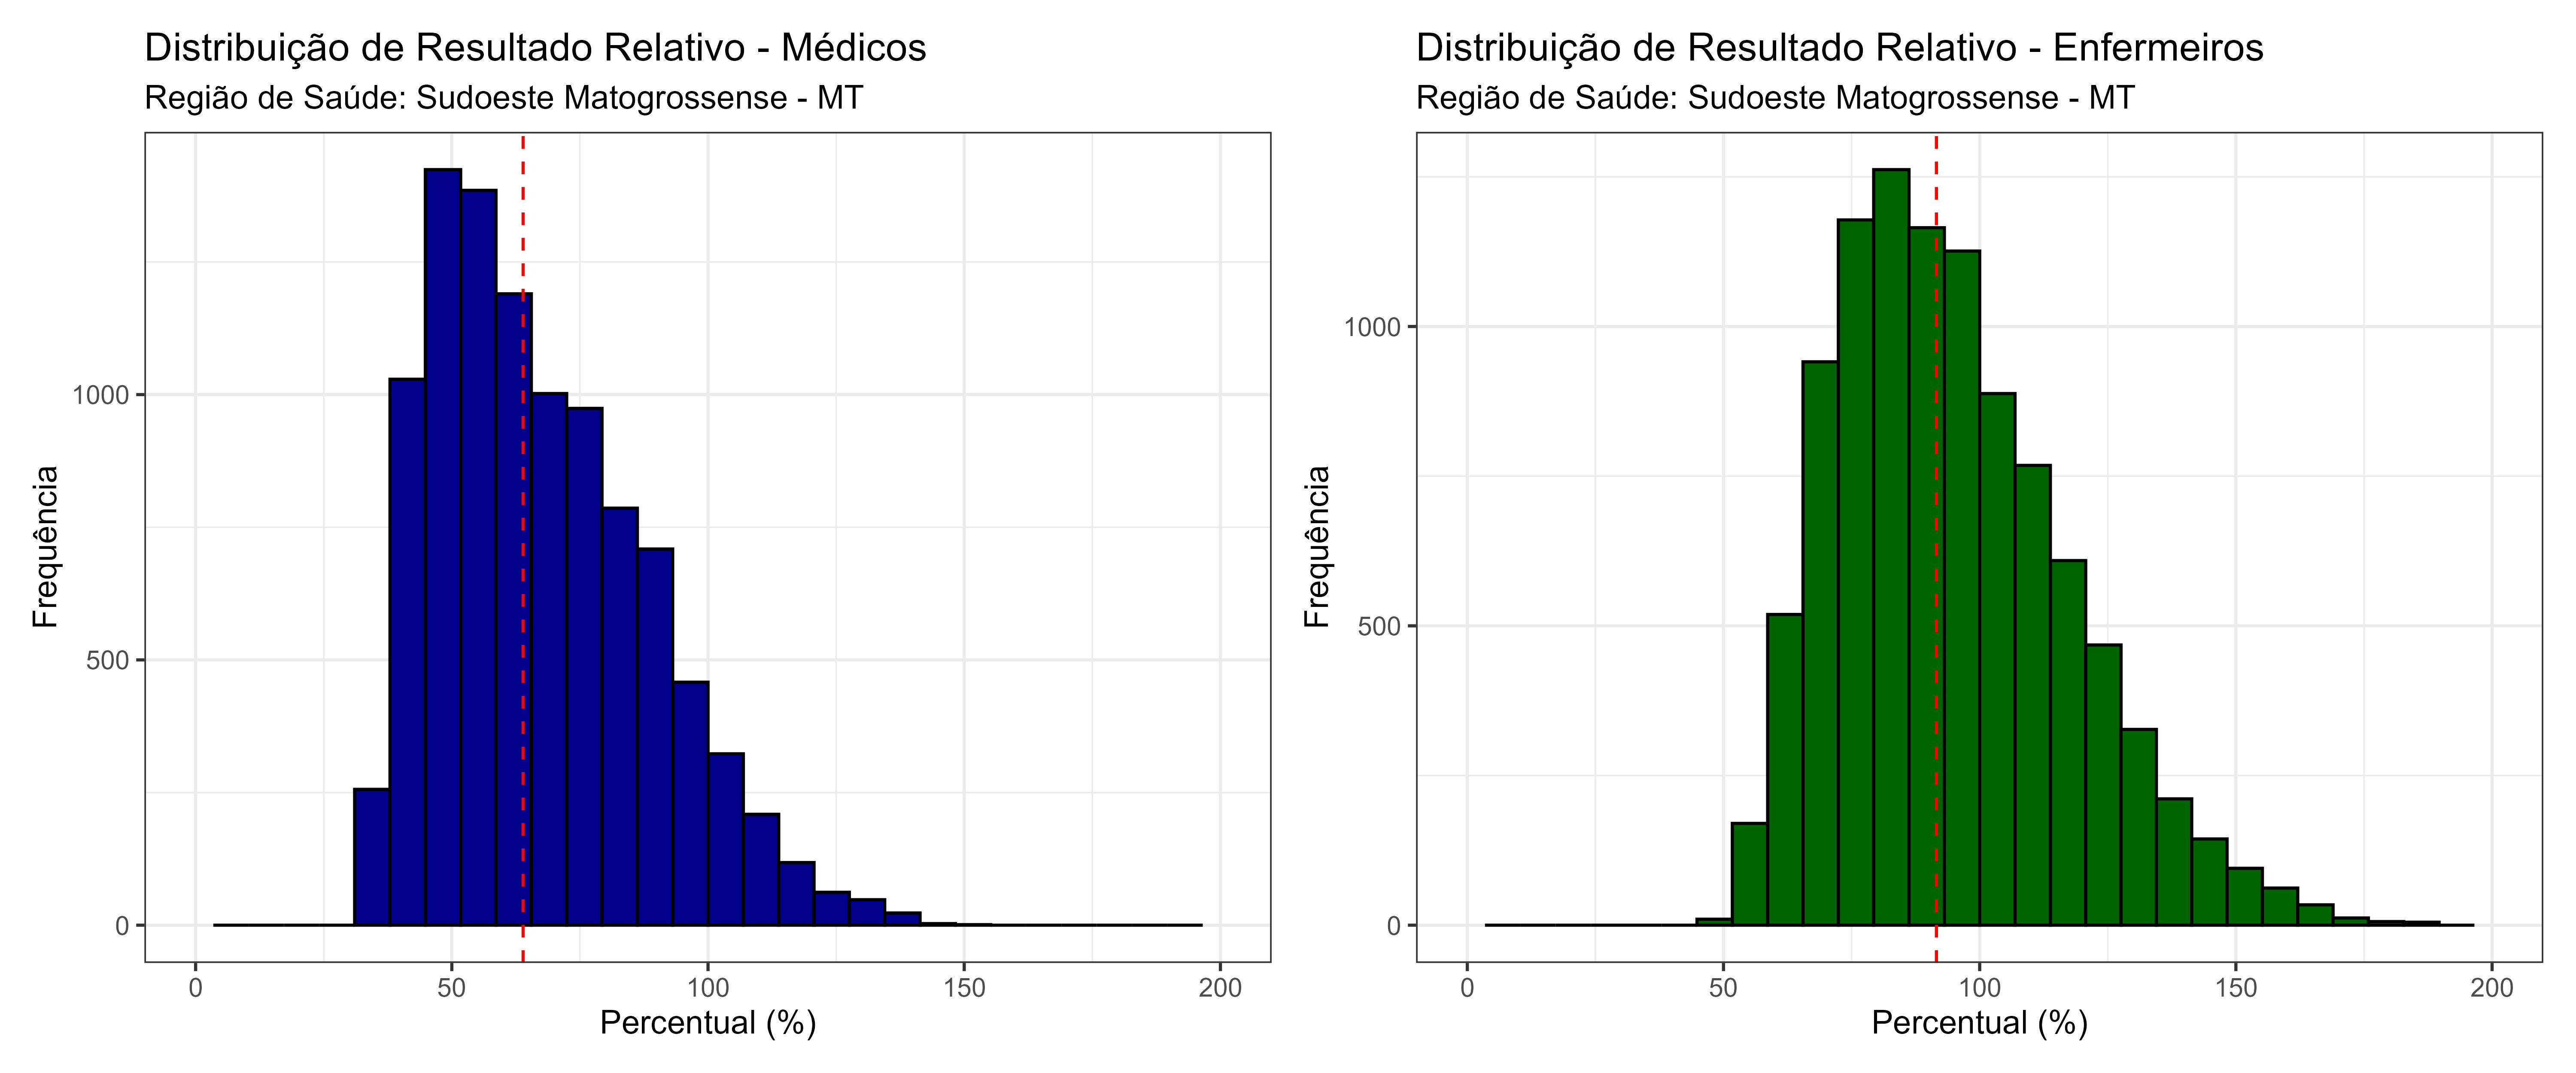 Distribuição de Resultado Relativo - Médicos
Região de Saúde: Sudoeste Matogrossense - MT
Frequência
1000
500
0
0 50 100 150 200
Percentual (%)
Distribuição de Resultado Relativo - Enfermeiros
Região de Saúde: Sudoeste Matogrossense - MT
Frequência
1000
500
0
0 50 100 150 200
Percentual (%)